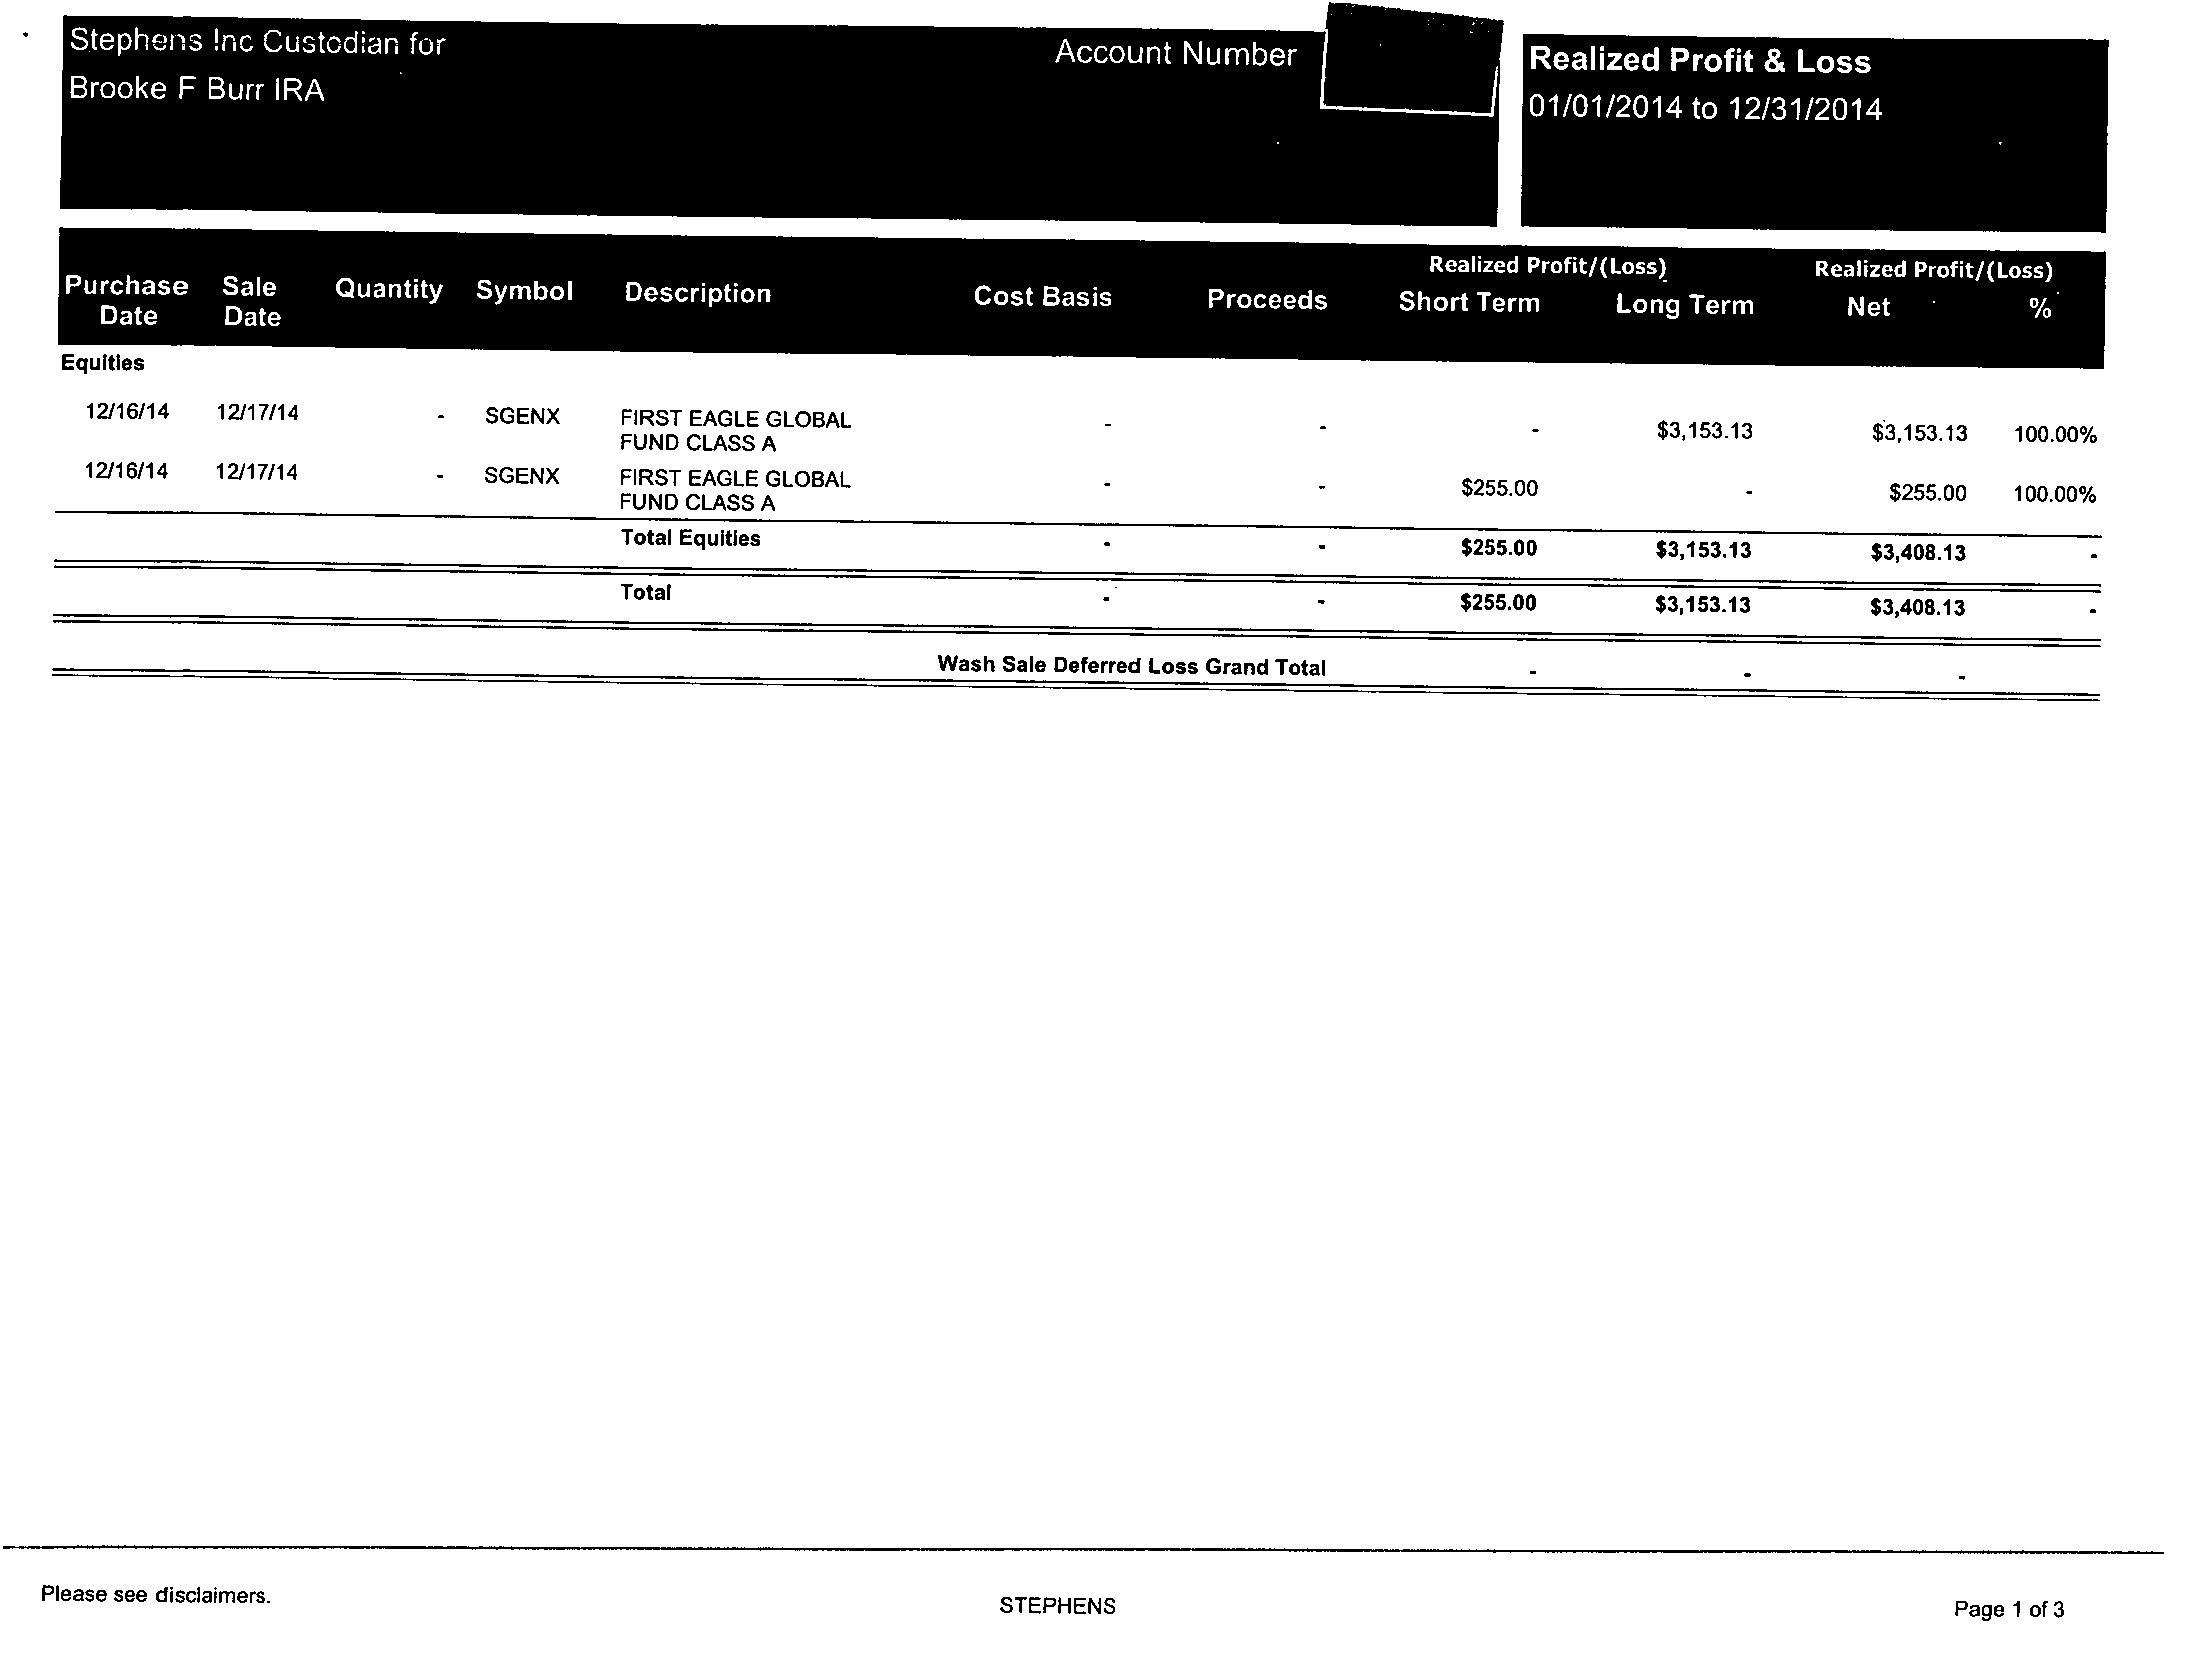 Stephens Inc Custodian for
Brooke F Burr IRA
Account Number
Realized Profit & Loss
01/01/2014 to 12/31/2014
Realized Profit/(Loss) Realized Profit/(Loss)
Purchase Date Sale Date Quantity Symbol Description Cost Basis Proceeds Short Term Long Term Net %
Equities
12/16/14 12/17/14 - SGENX FIRST EAGLE GLOBAL - - - $3,153.13 $3,153.13 100.00%
FUND CLASS A
12/16/14 12/17/14 - SGENX FIRST EAGLE GLOBAL - - $255.00 - $255.00 100.00%
FUND CLASS A
Total Equities - - $255.00 $3,153.13 $3,408.13 -
Total - - $255.00 $3,153.13 $3,408.13 -
Wash Sale Deferred Loss Grand Total - - -
Please see disclaimers. STEPHENS Page 1 of 3